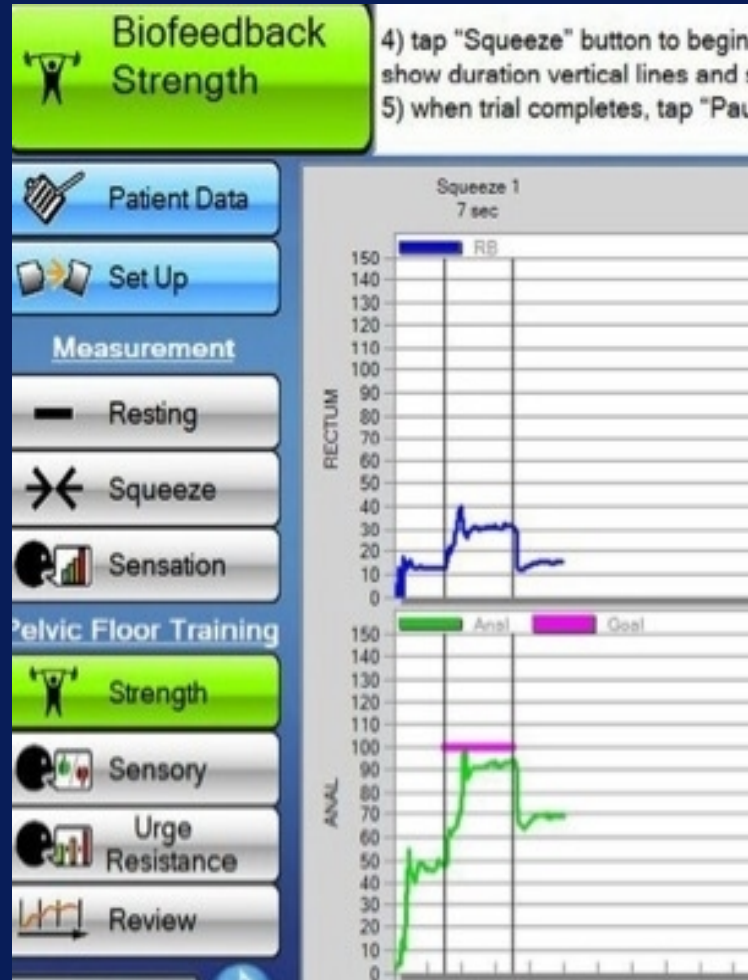 Biofeedback
Strength
4) tap "Squeeze" button to begin
show duration vertical lines and s
5) when trial completes, tap "Pau
Patient Data
Set Up
Measurement
Resting
Squeeze
Sensation
Pelvic Floor Training
Strength
Sensory
Urge
Resistance
Review
Squeeze 1
7 sec
RB
150
140
130
120
110
100
90
80
70
60
50
40
30
20
10
0
RECTUM
Anal Goal
150
140
130
120
110
100
90
80
70
60
50
40
30
20
10
0
ANAL